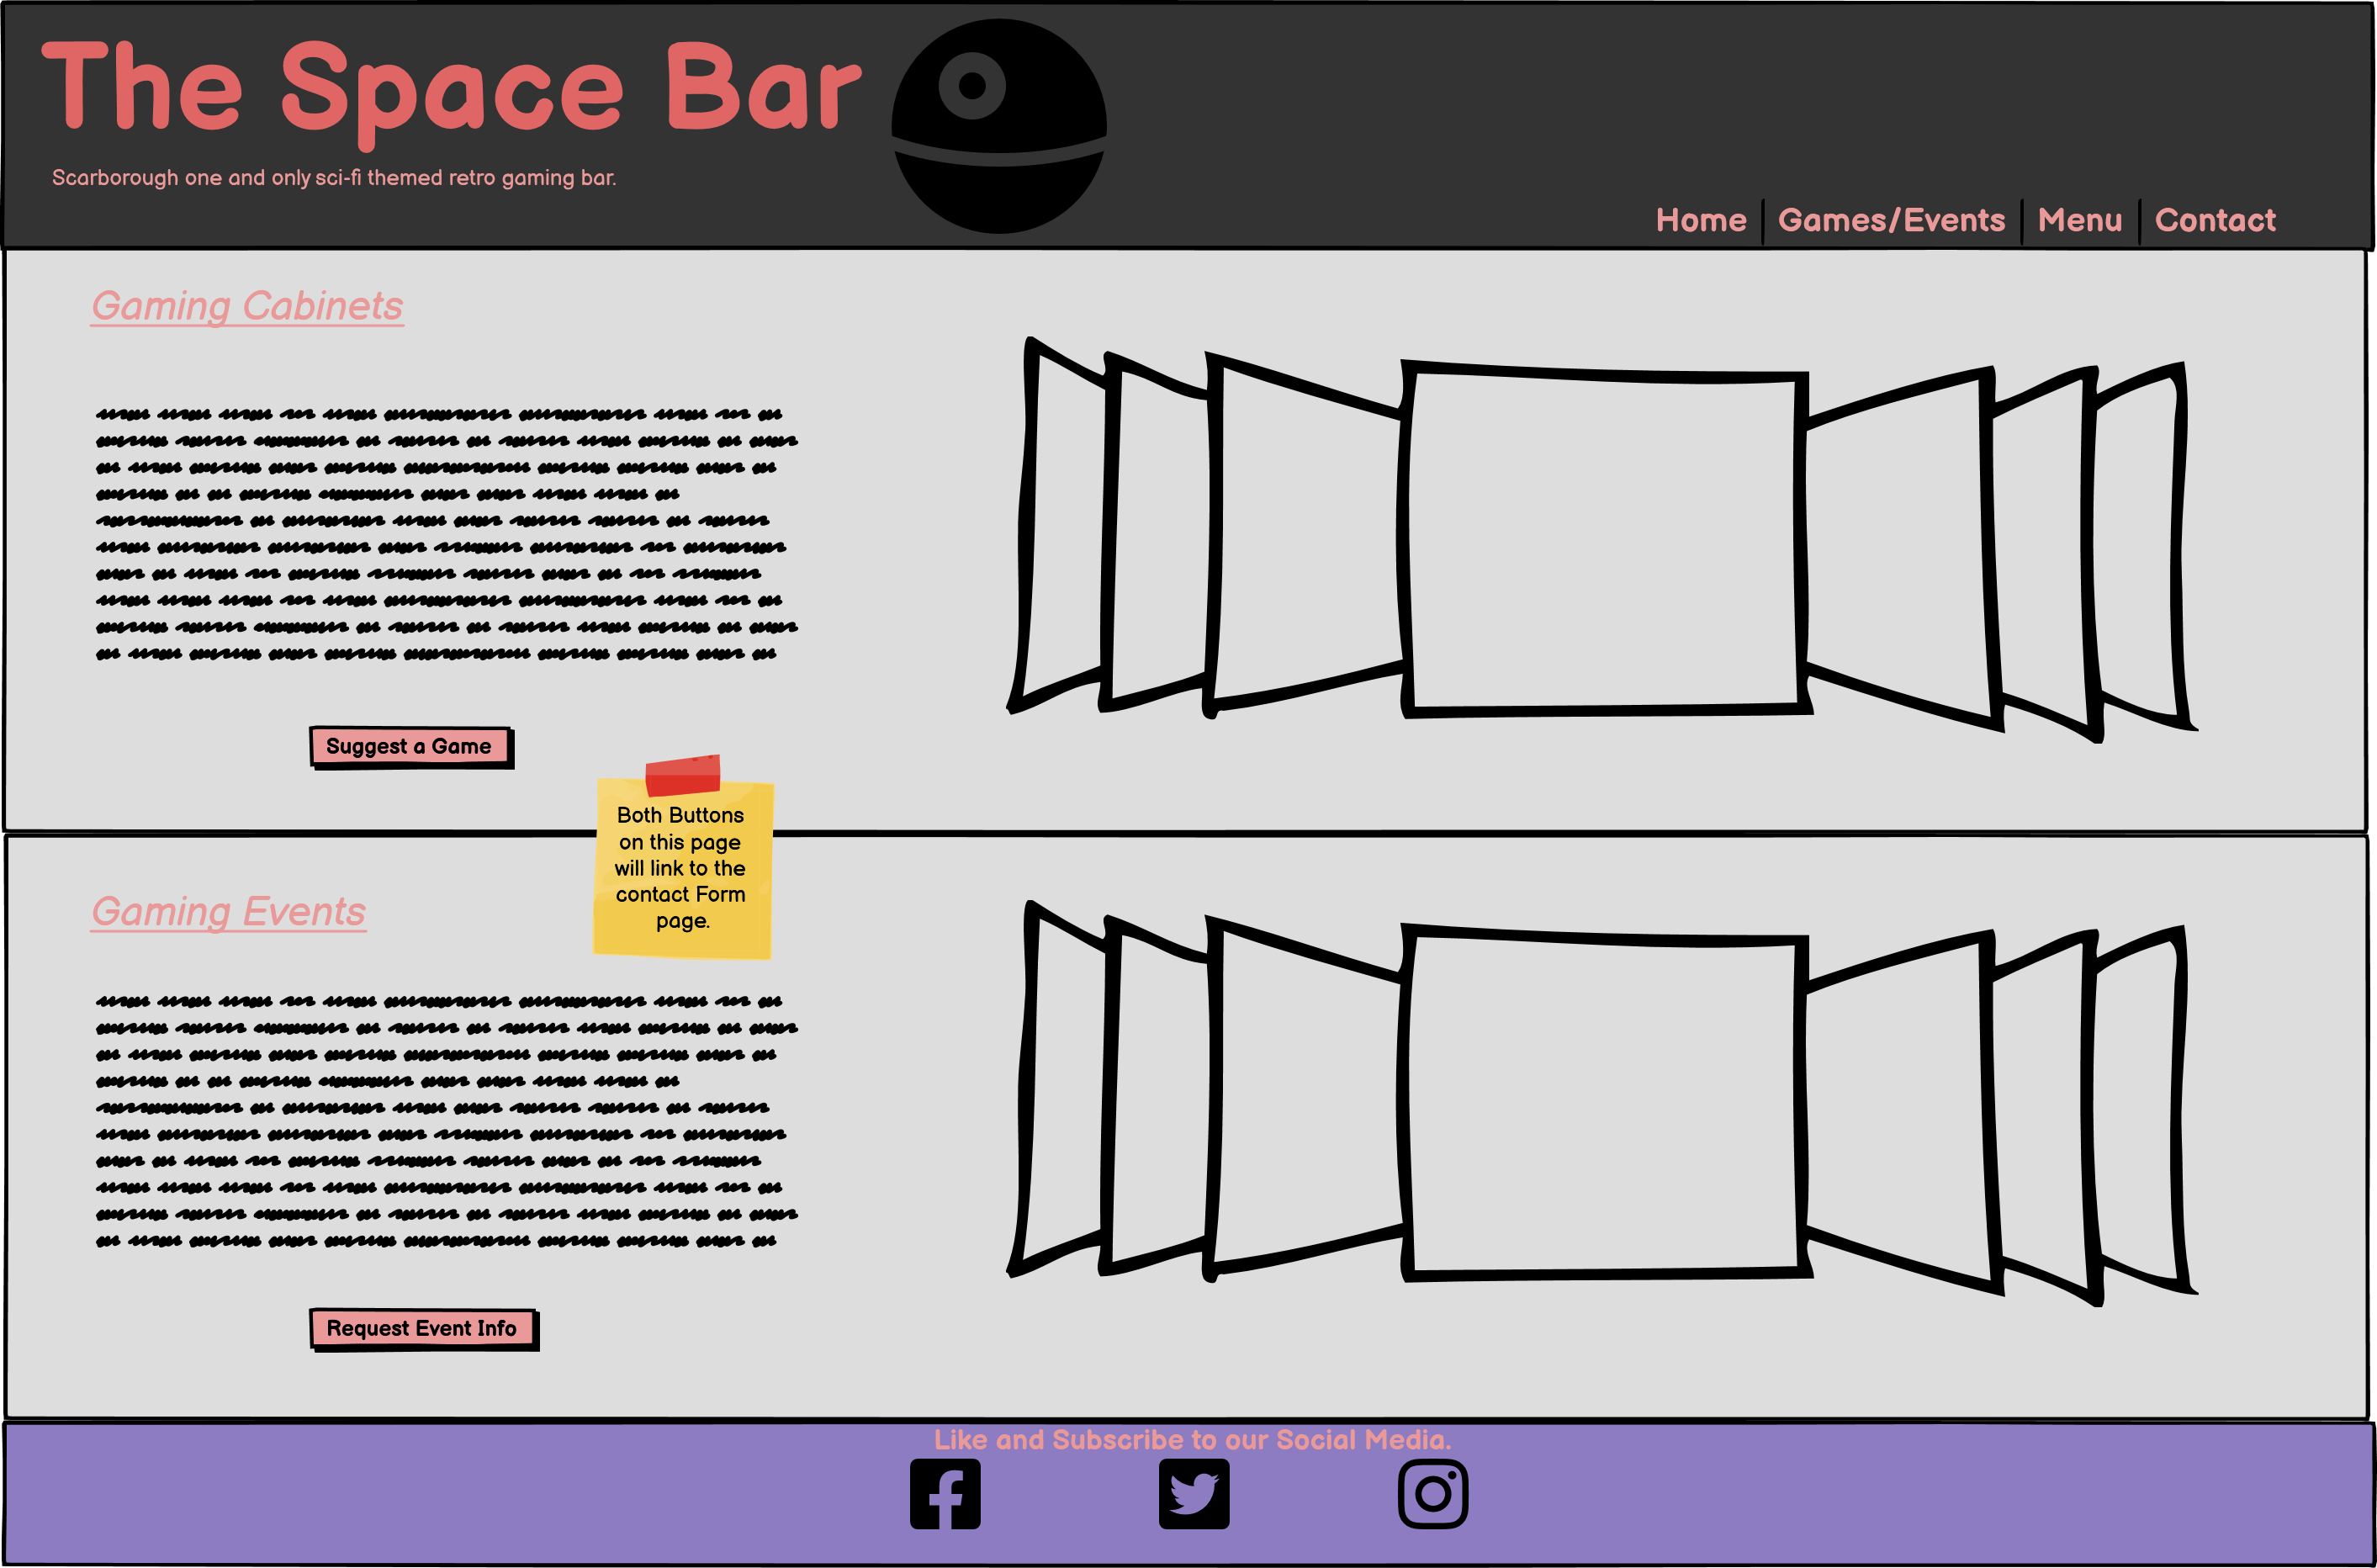 The Space Bar
Scarborough one and only sci-fi themed retro gaming bar.
Home Games/Events Menu Contact
Gaming Cabinets
Suggest a Game
Both Buttons
on this page
will link to the
contact Form
page.
Gaming Events
Request Event Info
Like and Subscribe to our Social Media.